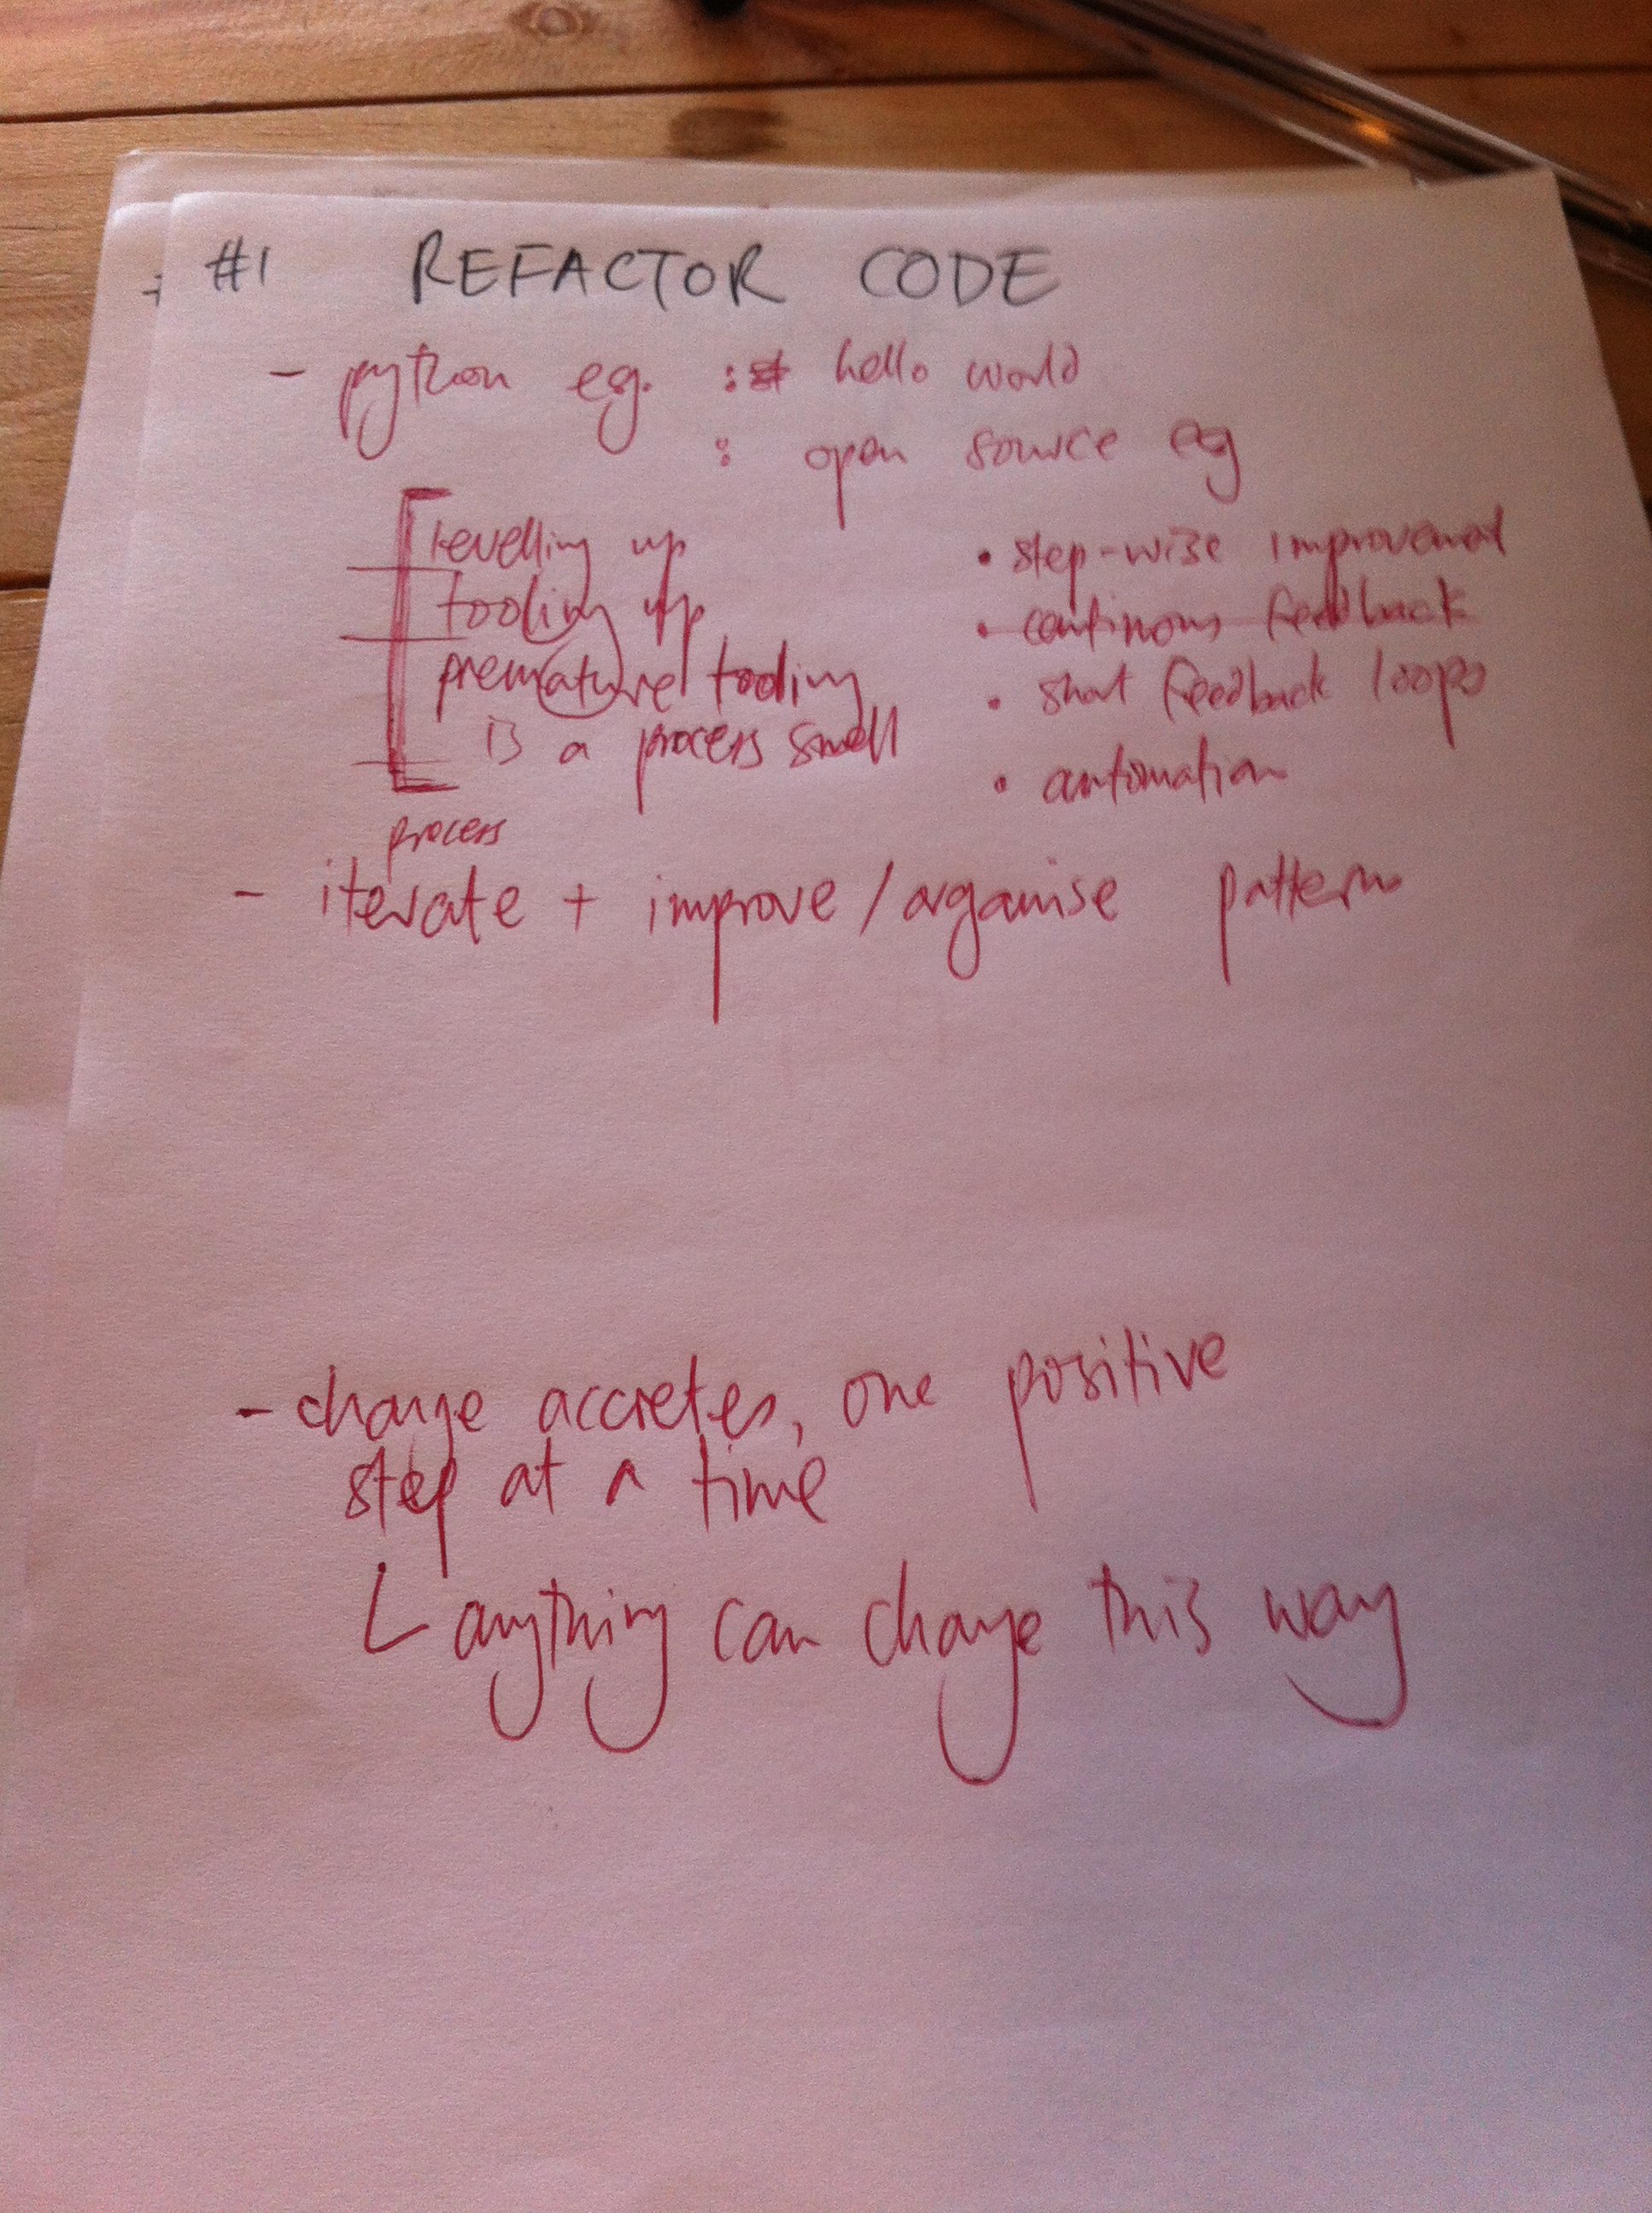 #1 REFACTOR CODE
- python eg. : hello world
: open source eg
levelling up
tooling up
premature tooling
is a process smell
process
• step-wise improvement
• continous feedback
• short feedback loops
• automation
- iterate + improve/organise pattern
- change accretes, one positive
step at a time
anything can change this way